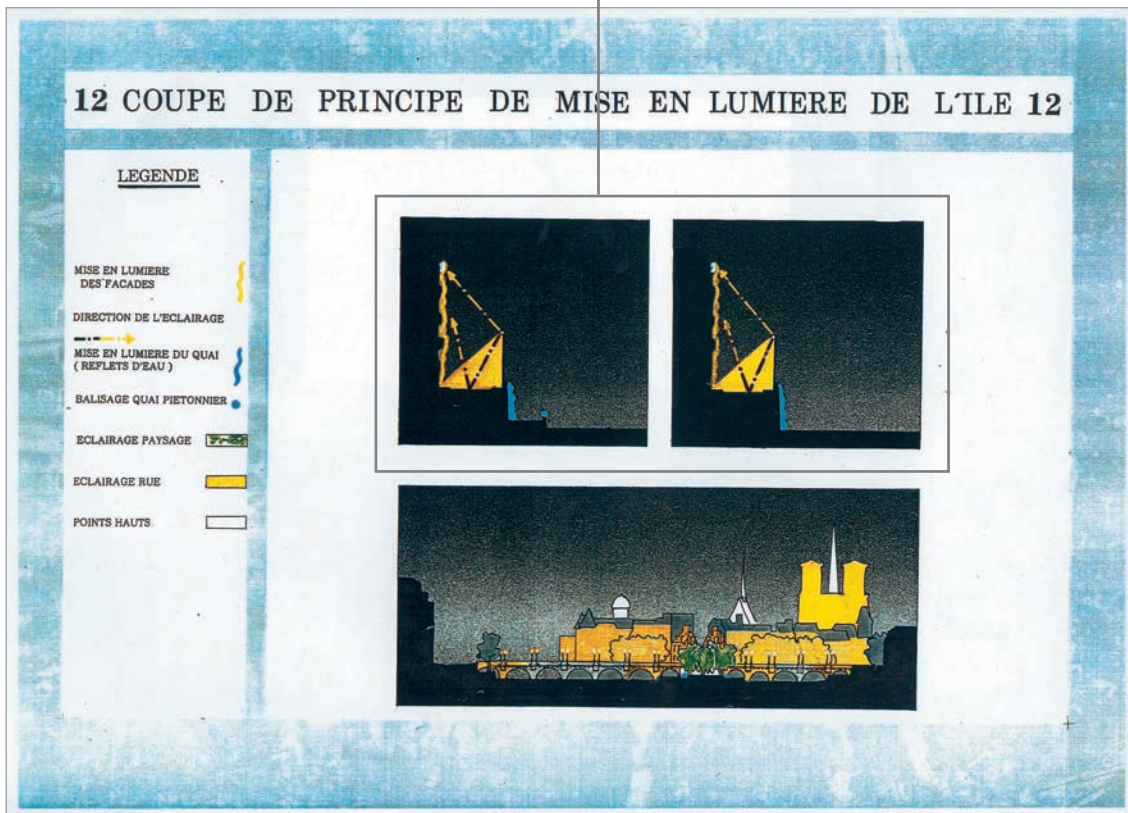 12 COUPE DE PRINCIPE DE MISE EN LUMIERE DE L'ILE 12
LEGENDE
MISE EN LUMIERE
DES FACADES
DIRECTION DE L'ECLAIRAGE
MISE EN LUMIERE DU QUAI
( REFLETS D'EAU )
BALISAGE QUAI PIETONNIER
ECLAIRAGE PAYSAGE
ECLAIRAGE RUE
POINTS HAUTS